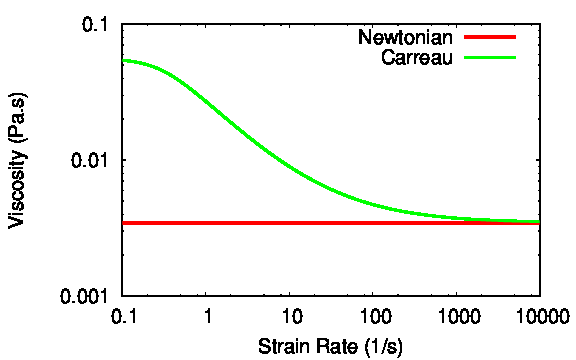 0.1
Newtonian
Carreau
Viscosity (Pa.s)
0.01
0.001
0.1 1 10 100 1000 10000
Strain Rate (1/s)